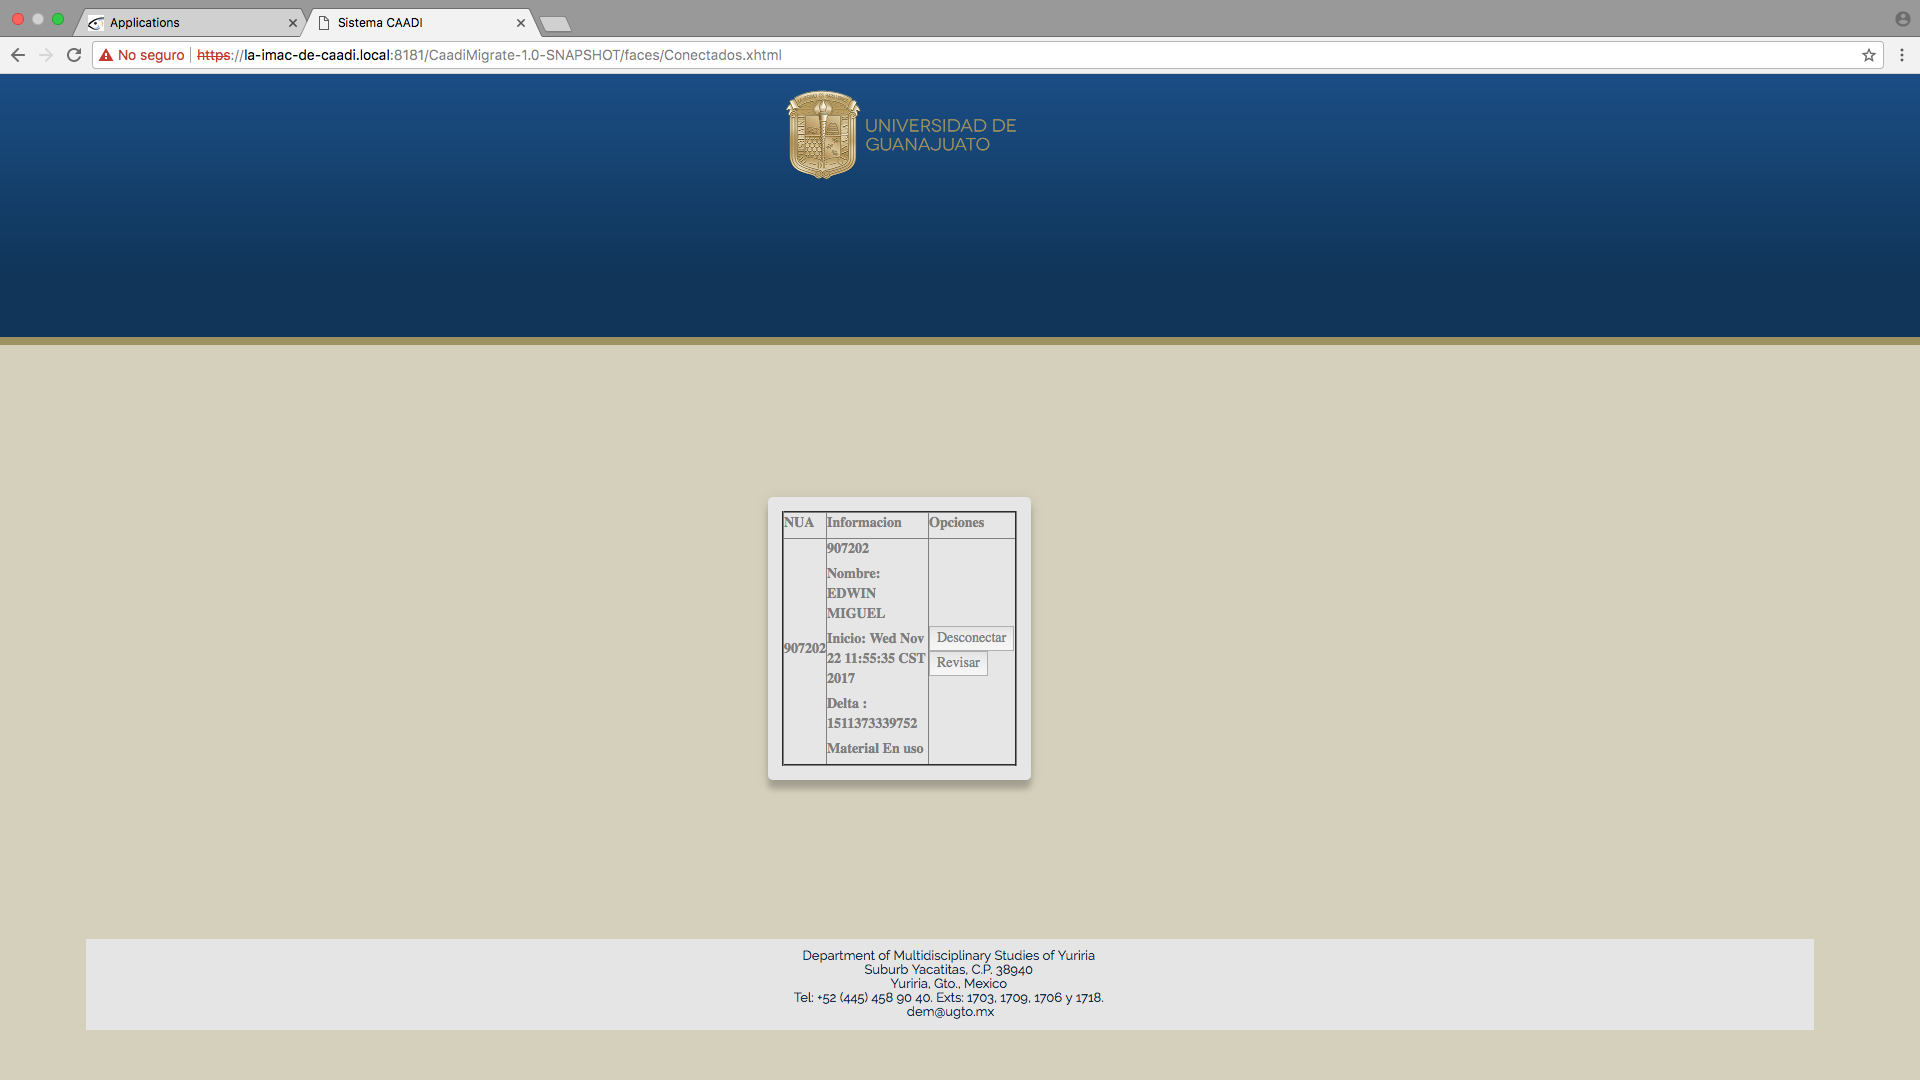 Applications
Sistema CAADI
No seguro https://la-imac-de-caadi.local:8181/CaadiMigrate-1.0-SNAPSHOT/faces/Conectados.xhtml
UNIVERSIDAD DE
GUANAJUATO
NUA Informacion Opciones
907202
907202
Nombre:
EDWIN
MIGUEL
Inicio: Wed Nov
22 11:55:35 CST
2017
Delta :
1511373339752
Material En uso
Desconectar
Revisar
Department of Multidisciplinary Studies of Yuriria
Suburb Yacatitas, C.P. 38940
Yuriria, Gto., Mexico
Tel: +52 (445) 458 90 40. Exts: 1703, 1709, 1706 y 1718.
dem@ugto.mx